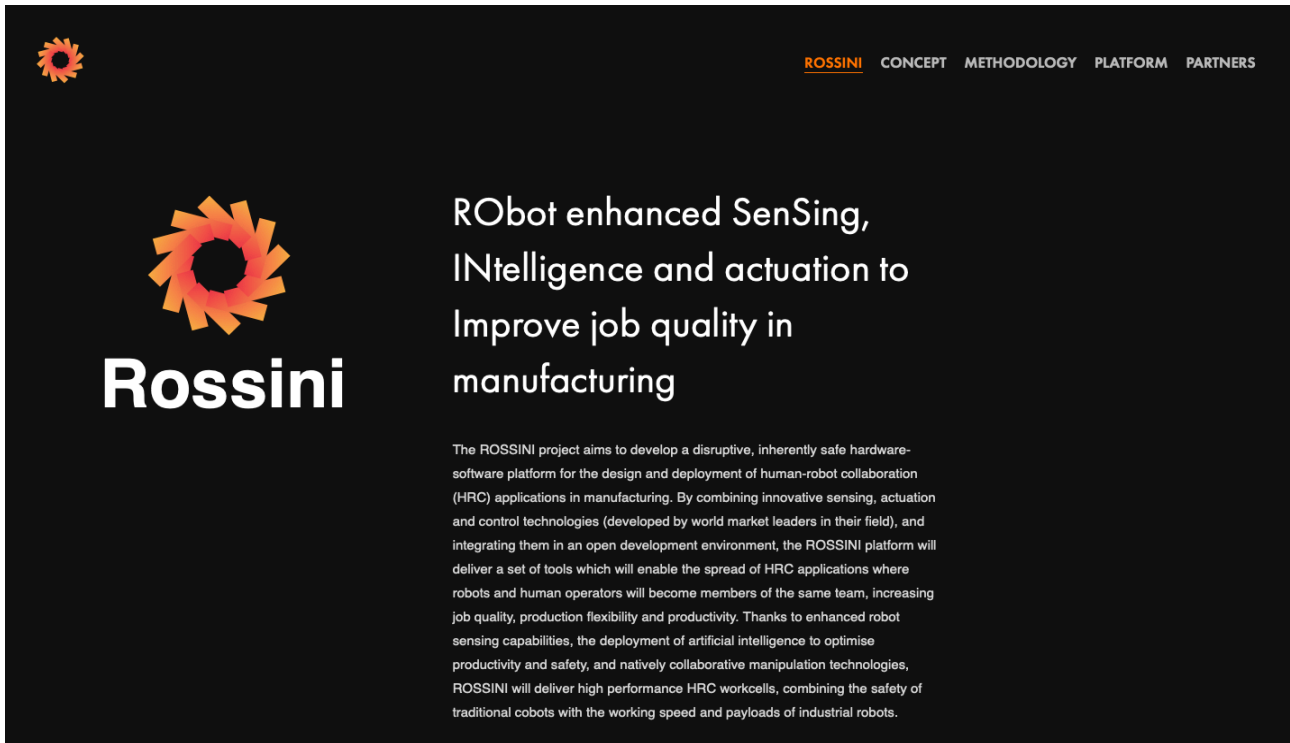 ROSSINI CONCEPT METHODOLOGY PLATFORM PARTNERS
Rossini
RObot enhanced SenSing,
INtelligence and actuation to
Improve job quality in
manufacturing
The ROSSINI project aims to develop a disruptive, inherently safe hardware-
software platform for the design and deployment of human-robot collaboration
(HRC) applications in manufacturing. By combining innovative sensing, actuation
and control technologies (developed by world market leaders in their field), and
integrating them in an open development environment, the ROSSINI platform will
deliver a set of tools which will enable the spread of HRC applications where
robots and human operators will become members of the same team, increasing
job quality, production flexibility and productivity. Thanks to enhanced robot
sensing capabilities, the deployment of artificial intelligence to optimise
productivity and safety, and natively collaborative manipulation technologies,
ROSSINI will deliver high performance HRC workcells, combining the safety of
traditional cobots with the working speed and payloads of industrial robots.